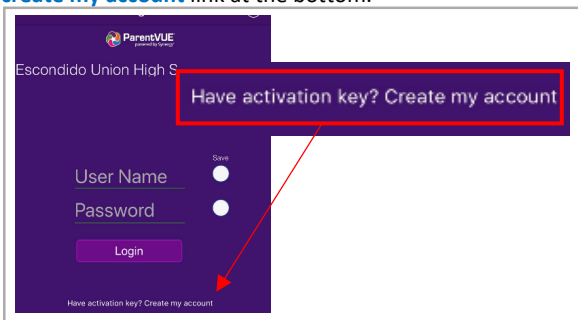 create my account link at the bottom.
ParentVUE
powered by Synergy
Escondido Union High S
Have activation key? Create my account
Save
User Name
Password
Login
Have activation key? Create my account